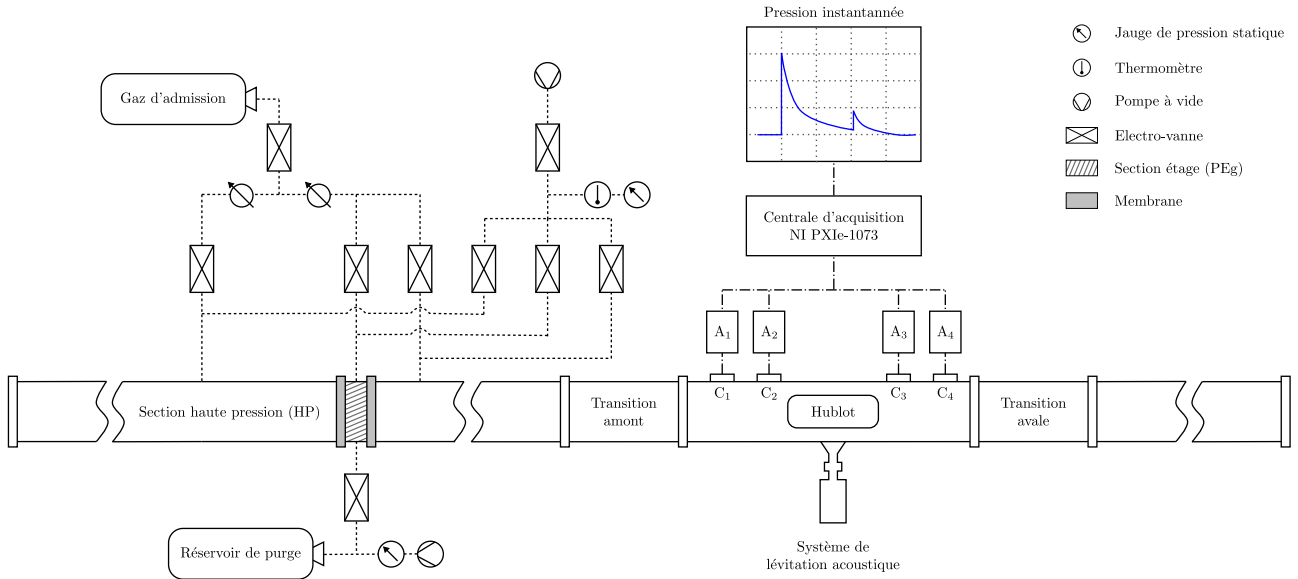 Pression instantannée
Jauge de pression statique
Thermomètre
Pompe à vide
Electro-vanne
Section étage (PEg)
Membrane
Gaz d'admission
Centrale d'acquisition
NI PXIe-1073
A1
A2
A3
A4
C1
C2
C3
C4
Section haute pression (HP)
Transition
amont
Hublot
Transition
avale
Réservoir de purge
Système de
lévitation acoustique